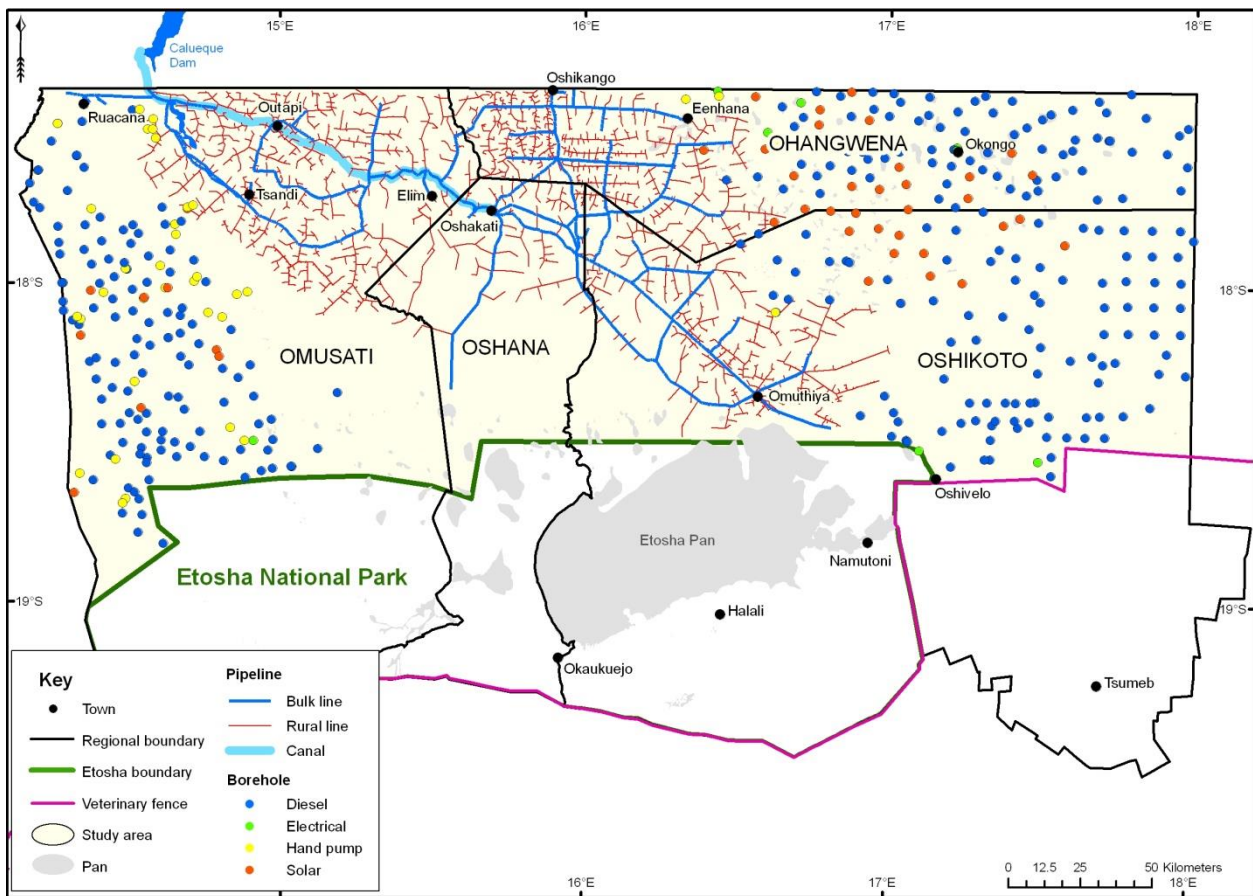 15°E
16°E
17°E
18°E
Calueque
Dam
Oshikango
Ruacana
Outapi
Eenhana
OHANGWENA
Okongo
Tsandi
Elim
Oshakati
18°S
18°S
OMUSATI
OSHANA
OSHIKOTO
Omuthiya
Oshivelo
Etosha Pan
Namutoni
Etosha National Park
19°S
19°S
Halali
Okaukuejo
Tsumeb
Key
Town
Regional boundary
Etosha boundary
Veterinary fence
Study area
Pan
Pipeline
Bulk line
Rural line
Canal
Borehole
Diesel
Electrical
Hand pump
Solar
0 12.5 25 50 Kilometers
15°E
16°E
17°E
18°E